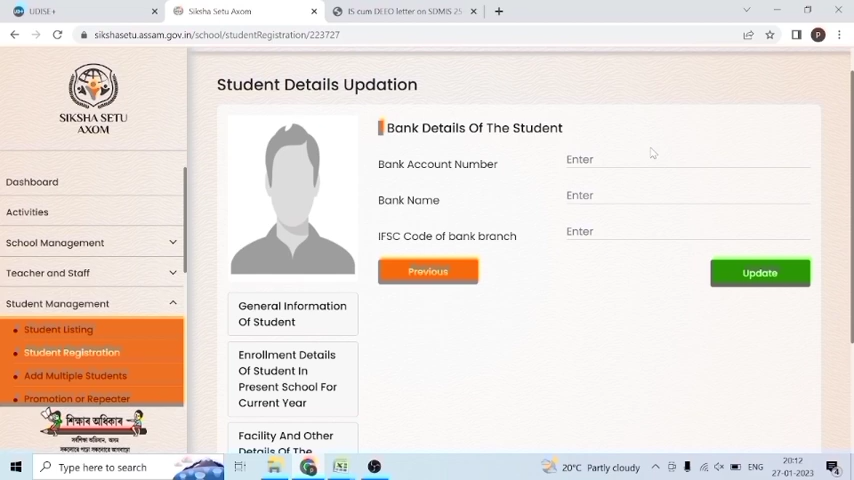 UDISE+
Siksha Setu Axom
IS cum DEEO letter on SDMIS 25
sikshasetu.assam.gov.in/school/studentRegistration/223727
P
SIKSHA SETU
AXOM
Dashboard
Activities
School Management
Teacher and Staff
Student Management
Student Listing
Student Registration
Add Multiple Students
Promotion or Repeater
শিক্ষাৰ অধিকাৰ
Student Details Updation
Bank Details Of The Student
Bank Account Number
Enter
Bank Name
Enter
IFSC Code of bank branch
Enter
Previous
Update
General Information
Of Student
Enrollment Details
Of Student In
Present School For
Current Year
Facility And Other
Details Of The
Type here to search
20°C Partly cloudy
ENG
20:12
27-01-2023
4